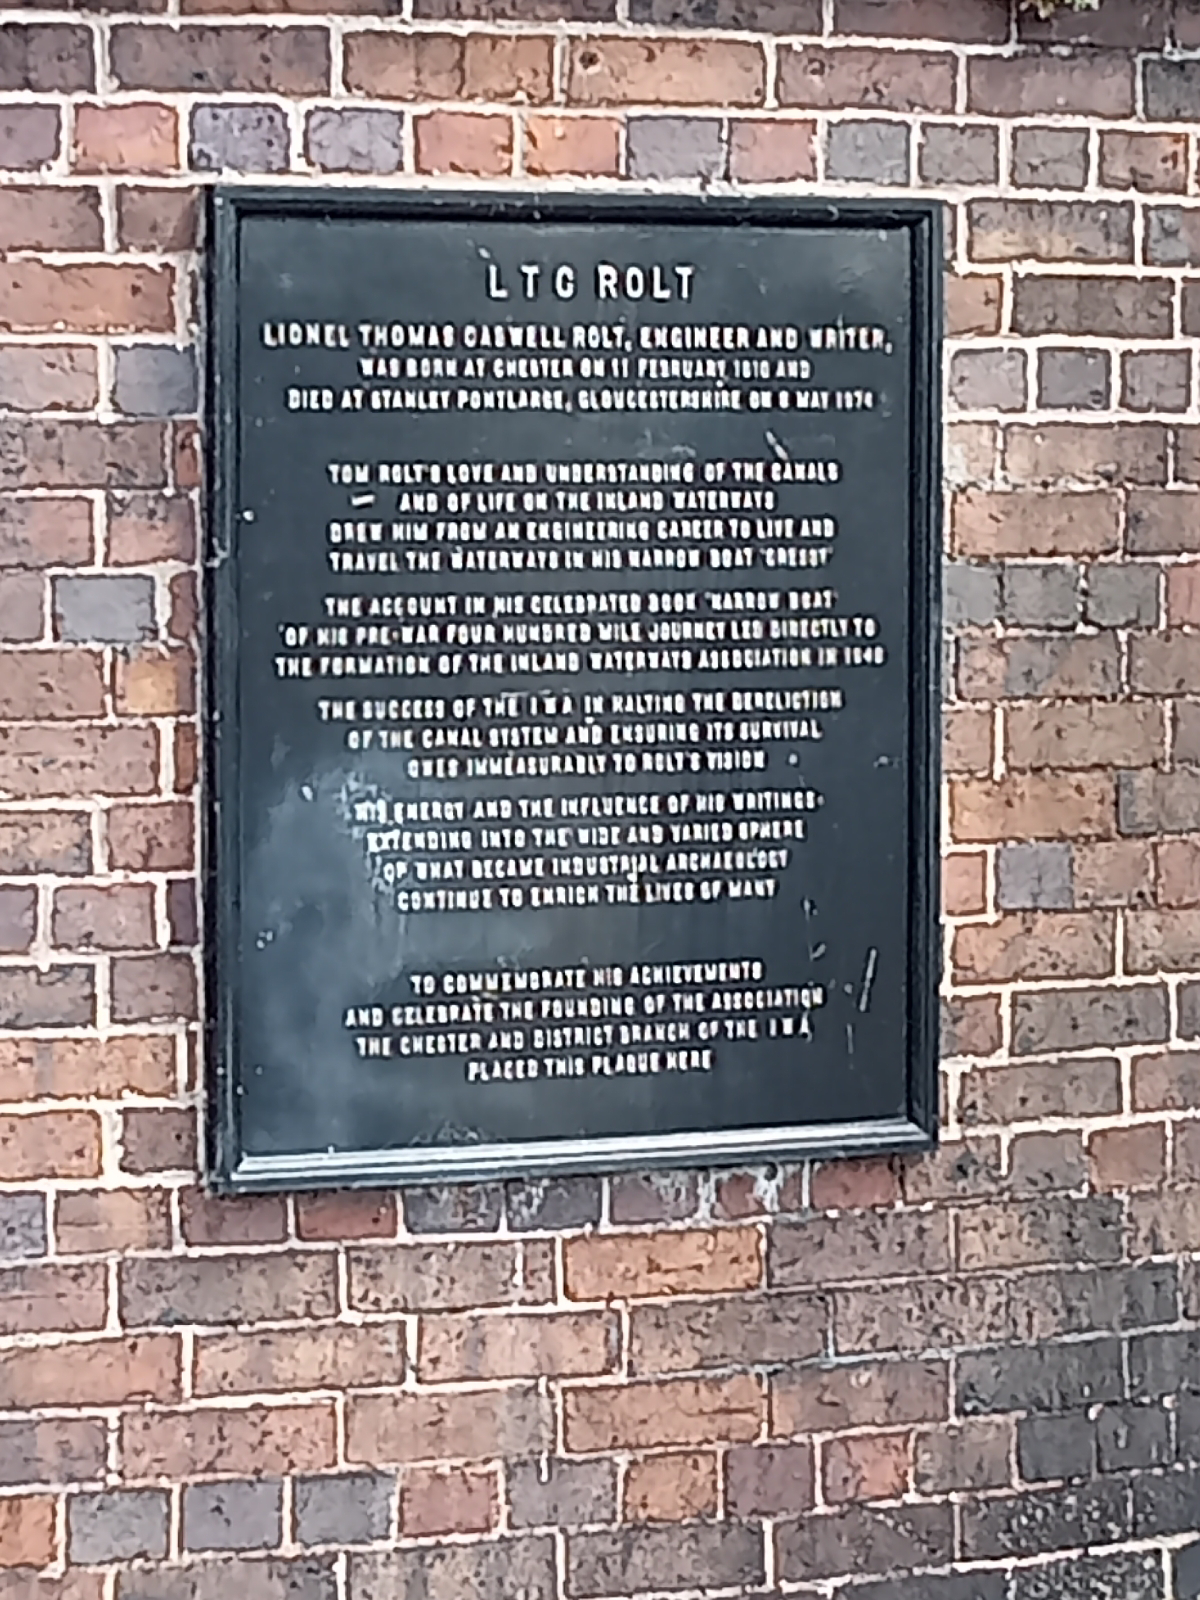 L T C ROLT
LIONEL THOMAS CASWELL ROLT, ENGINEER AND WRITER,
WAS BORN AT CHESTER ON 11 FEBRUARY 1910 AND
DIED AT STANLEY PONTLARGE, GLOUCESTERSHIRE ON 9 MAY 1974
TOM ROLT'S LOVE AND UNDERSTANDING OF THE CANALS
AND OF LIFE ON THE INLAND WATERWAYS
DREW HIM FROM AN ENGINEERING CAREER TO LIVE AND
TRAVEL THE WATERWAYS IN HIS NARROW BOAT 'CRESSY'
THE ACCOUNT IN HIS CELEBRATED BOOK 'NARROW BOAT'
OF HIS PRE-WAR FOUR HUNDRED MILE JOURNEY LED DIRECTLY TO
THE FORMATION OF THE INLAND WATERWAYS ASSOCIATION IN 1946
THE SUCCESS OF THE I W A IN HALTING THE DERELICTION
OF THE CANAL SYSTEM AND ENSURING ITS SURVIVAL
OWES IMMEASURABLY TO ROLT'S VISION
HIS ENERGY AND THE INFLUENCE OF HIS WRITINGS
EXTENDING INTO THE WIDE AND VARIED SPHERE
OF WHAT BECAME INDUSTRIAL ARCHAEOLOGY
CONTINUE TO ENRICH THE LIVES OF MANY
TO COMMEMORATE HIS ACHIEVEMENTS
AND CELEBRATE THE FOUNDING OF THE ASSOCIATION
THE CHESTER AND DISTRICT BRANCH OF THE I W A
PLACED THIS PLAQUE HERE